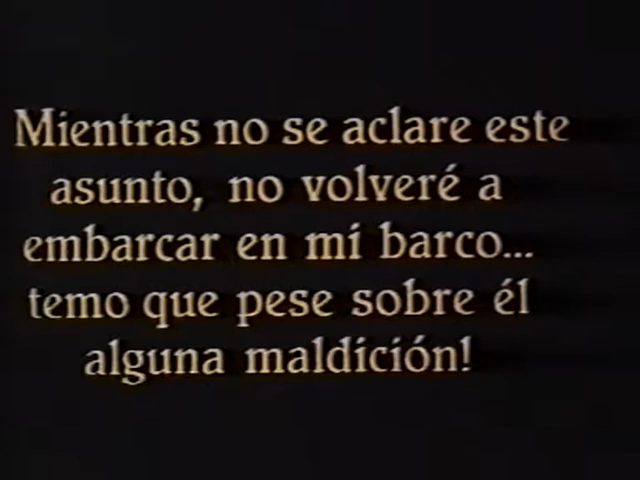 Mientras no se aclare este
asunto, no volveré a
embarcar en mi barco...
temo que pese sobre él
alguna maldición!